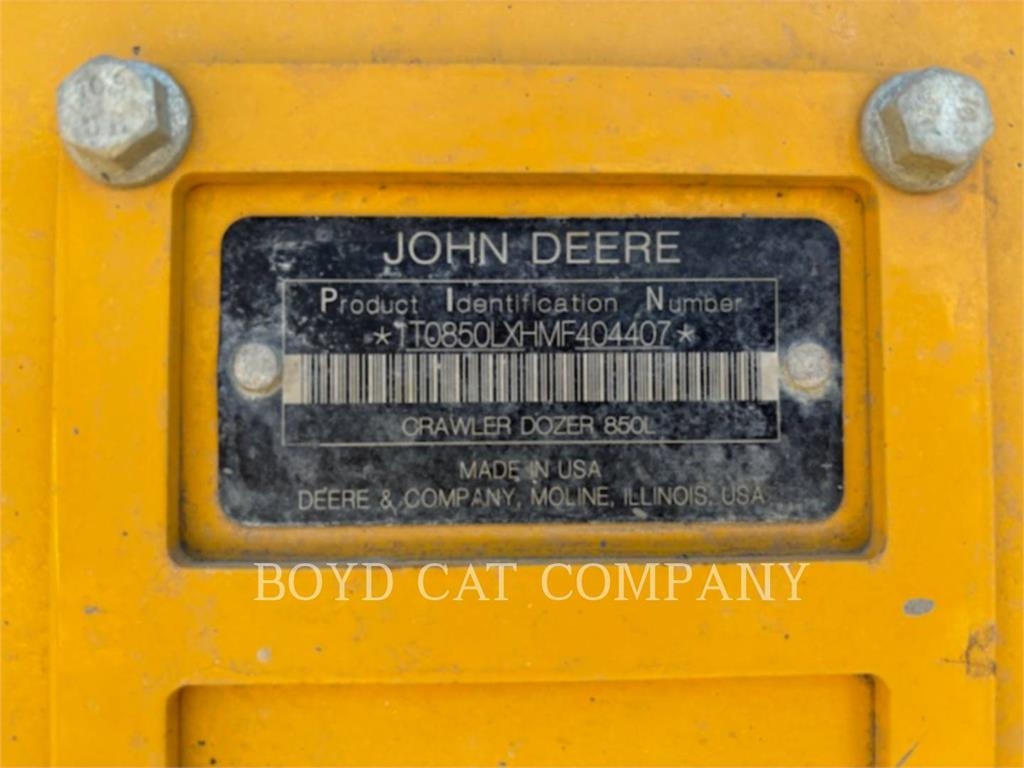 JOHN DEERE
Product Identification Number
*1T0850LXHMF404407*
CRAWLER DOZER 850L
MADE IN USA
DEERE & COMPANY, MOLINE, ILLINOIS, USA
BOYD CAT COMPANY